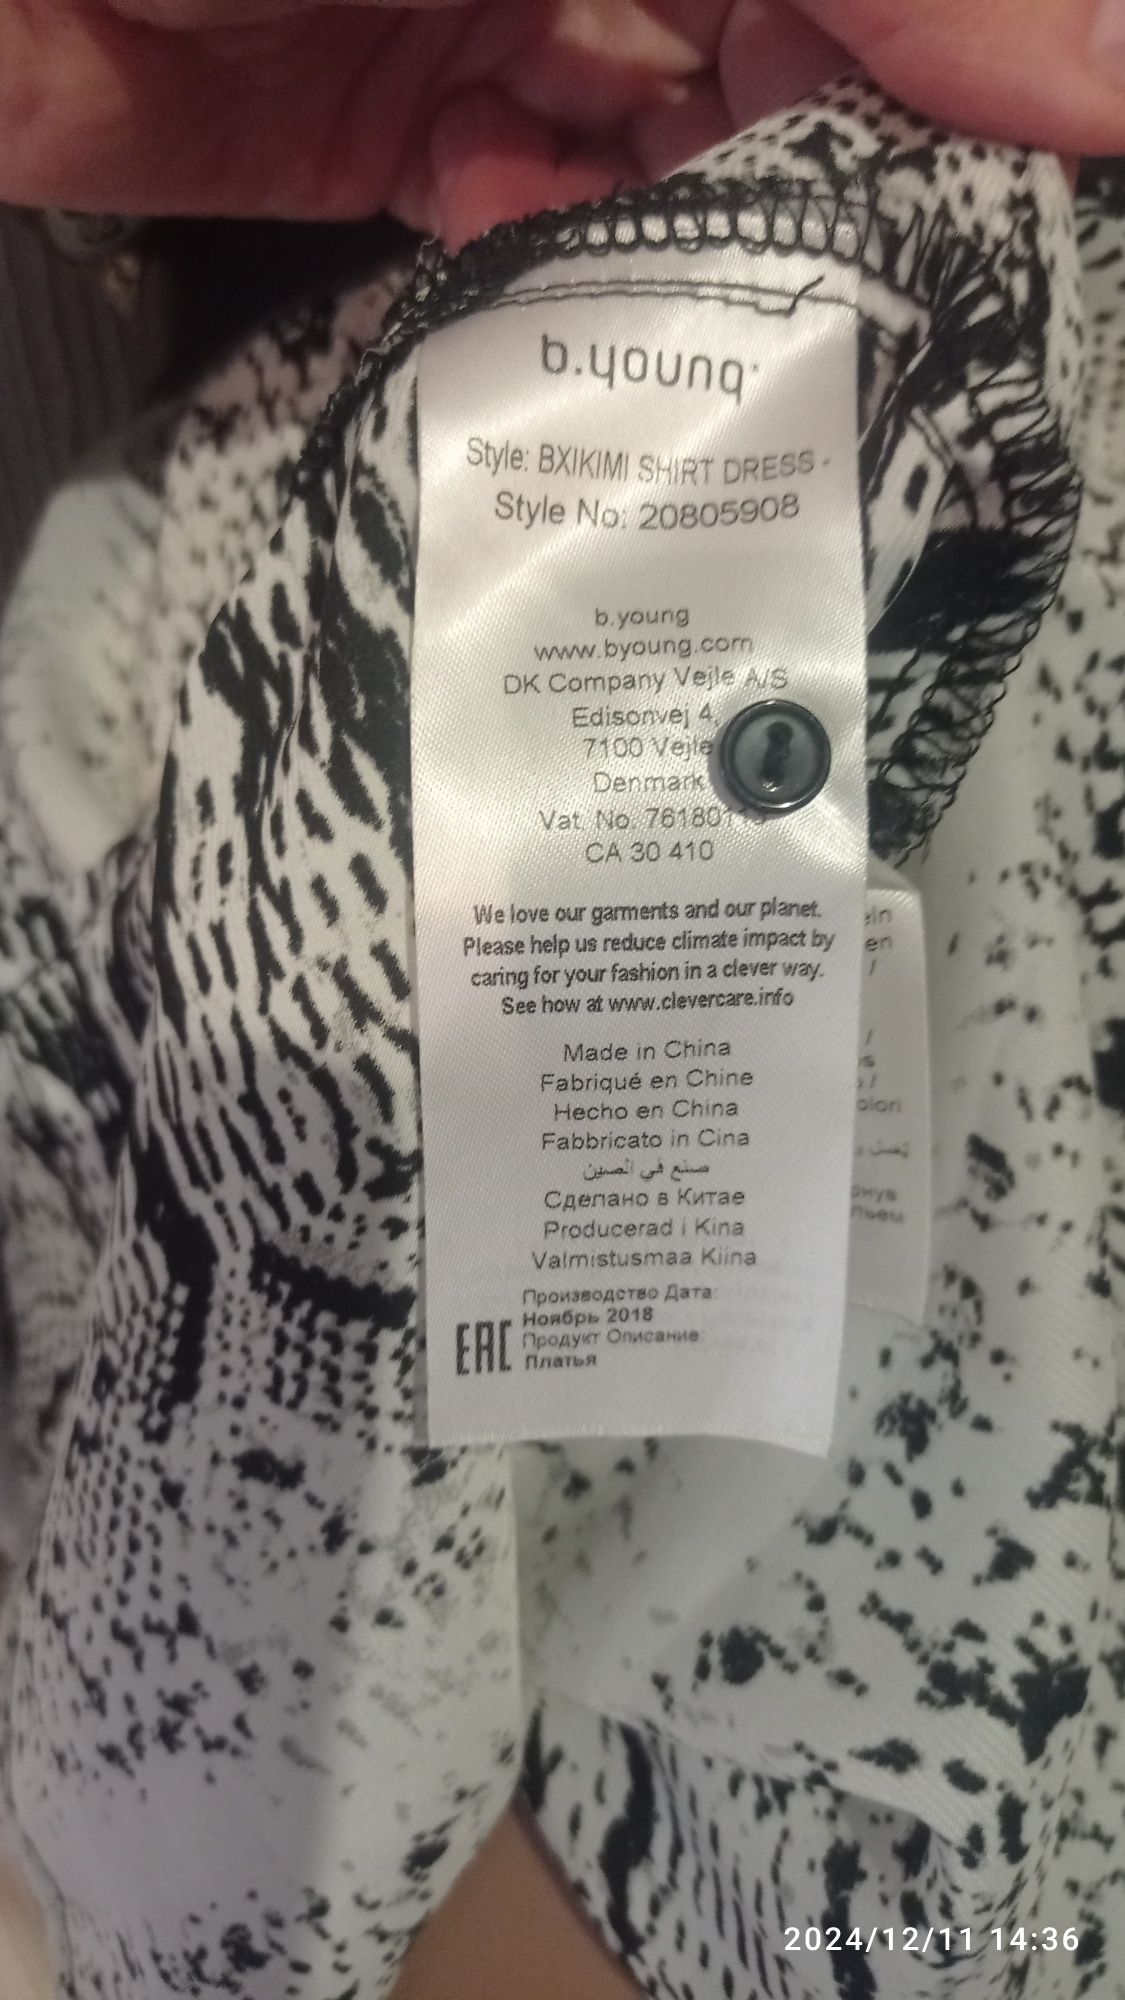 b.young
Style: BXIKIMI SHIRT DRESS -
Style No: 20805908
b.young
www.byoung.com
DK Company Vejle A/S
Edisonvej 4,
7100 Vejle
Denmark
Vat. No. 76180
CA 30 410
We love our garments and our planet.
Please help us reduce climate impact by
caring for your fashion in a clever way.
See how at www.clevercare.info
Made in China
Fabriqué en Chine
Hecho en China
Fabbricato in Cina
صنع في الصين
Сделано в Китае
Producerad i Kina
Valmistusmaa Kiina
Производство Дата:
Ноябрь 2018
EAC Продукт Описание:
Платья
2024/12/11 14:36